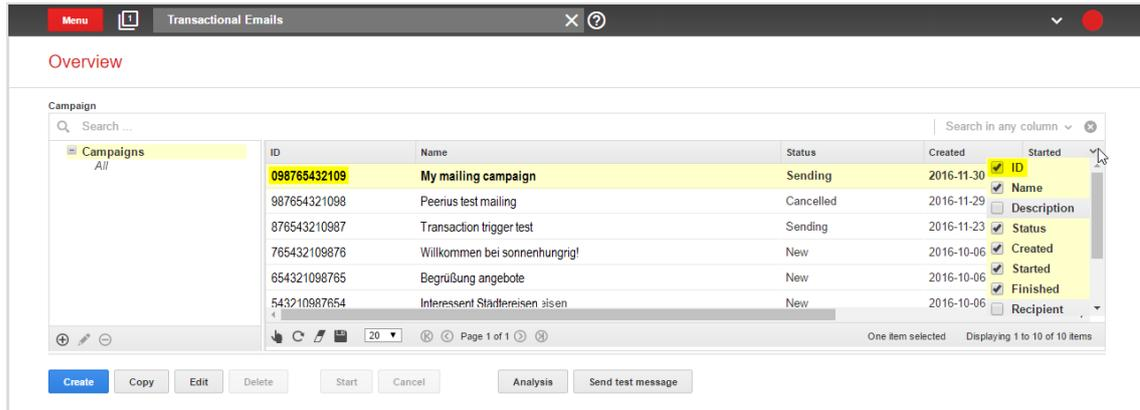 Menu 1 Transactional Emails
Overview
Campaign
Search ... Search in any column
Campaigns
All
ID Name Status Created Started
098765432109 My mailing campaign Sending 2016-11-30
987654321098 Peerius test mailing Cancelled 2016-11-29
876543210987 Transaction trigger test Sending 2016-11-23
765432109876 Willkommen bei sonnenhungrig! New 2016-10-06
654321098765 Begrüßung angebote New 2016-10-06
543210987654 Interessent Städtereisen eisen New 2016-10-06
ID
Name
Description
Status
Created
Started
Finished
Recipient
20 Page 1 of 1 One item selected Displaying 1 to 10 of 10 items
Create Copy Edit Delete Start Cancel Analysis Send test message